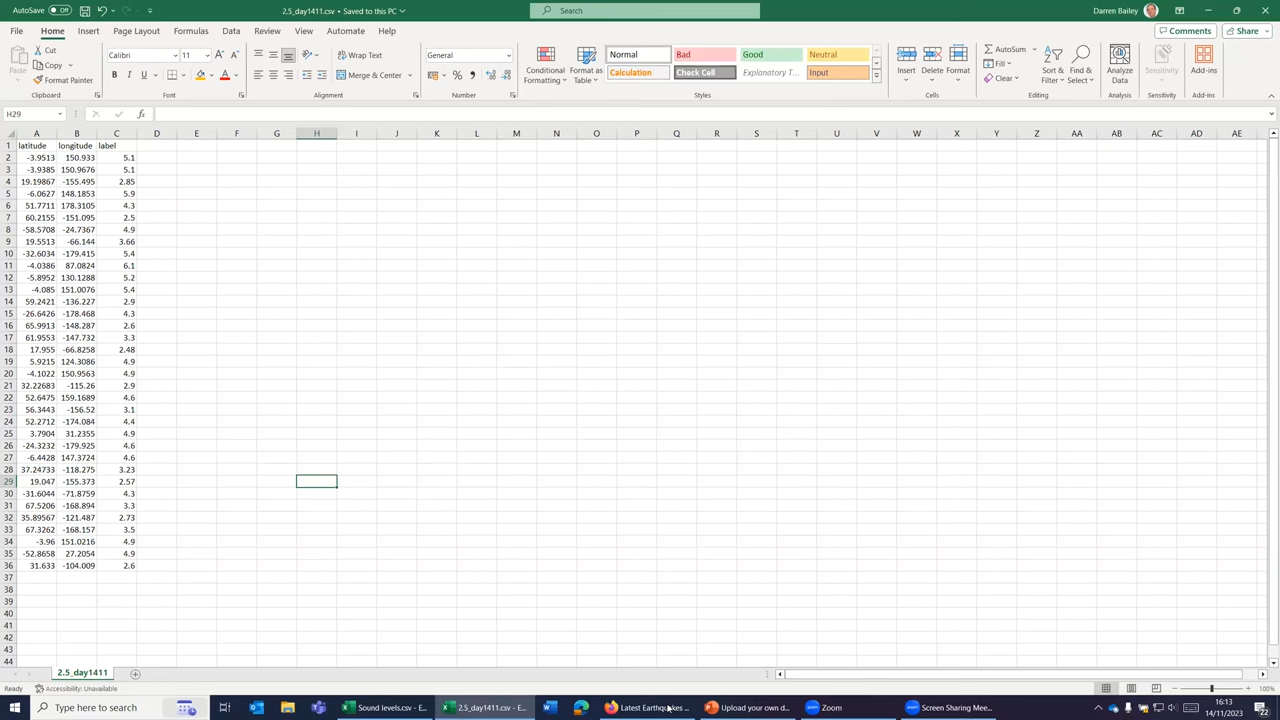 AutoSave Off 2.5_day1411.csv • Saved to this PC Search Darren Bailey
File Home Insert Page Layout Formulas Data Review View Automate Help Comments Share
Cut Calibri 11 Wrap Text General Normal Bad Good Neutral AutoSum
Copy Fill
Paste Format Painter B I U Merge & Center Conditional Formatting Format as Table Calculation Check Cell Explanatory T... Input Insert Delete Format Clear Sort & Filter Find & Select Analyze Data Sensitivity Add-ins
Clipboard Font Alignment Number Styles Cells Editing Analysis Sensitivity Add-ins
H29 fx
A B C D E F G H I J K L M N O P Q R S T U V W X Y Z AA AB AC AD AE
1 latitude longitude label
2 -3.9513 150.933 5.1
3 -3.9385 150.9676 5.1
4 19.19867 -155.495 2.85
5 -6.0627 148.1853 5.9
6 51.7711 178.3105 4.3
7 60.2155 -151.095 2.5
8 -58.5708 -24.7367 4.9
9 19.5513 -66.144 3.66
10 -32.6034 -179.415 5.4
11 -4.0386 87.0824 6.1
12 -5.8952 130.1288 5.2
13 -4.085 151.0076 5.4
14 59.2421 -136.227 2.9
15 -26.6426 -178.468 4.3
16 65.9913 -148.287 2.6
17 61.9553 -147.732 3.3
18 17.955 -66.8258 2.48
19 5.9215 124.3086 4.9
20 -4.1022 150.9563 4.9
21 32.22683 -115.26 2.9
22 52.6475 159.1689 4.6
23 56.3443 -156.52 3.1
24 52.2712 -174.084 4.4
25 3.7904 31.2355 4.9
26 -24.3232 -179.925 4.6
27 -6.4428 147.3724 4.6
28 37.24733 -118.275 3.23
29 19.047 -155.373 2.57
30 -31.6044 -71.8759 4.3
31 67.5206 -168.894 3.3
32 35.89567 -121.487 2.73
33 67.3262 -168.157 3.5
34 -3.96 151.0216 4.9
35 -52.8658 27.2054 4.9
36 31.633 -104.009 2.6
37
38
39
40
41
42
43
44
2.5_day1411
Ready Accessibility: Unavailable 100%
Type here to search Sound levels.csv - E... 2.5_day1411.csv - E... Latest Earthquakes ... Upload your own d... Zoom Screen Sharing Mee... 16:13
14/11/2023 22